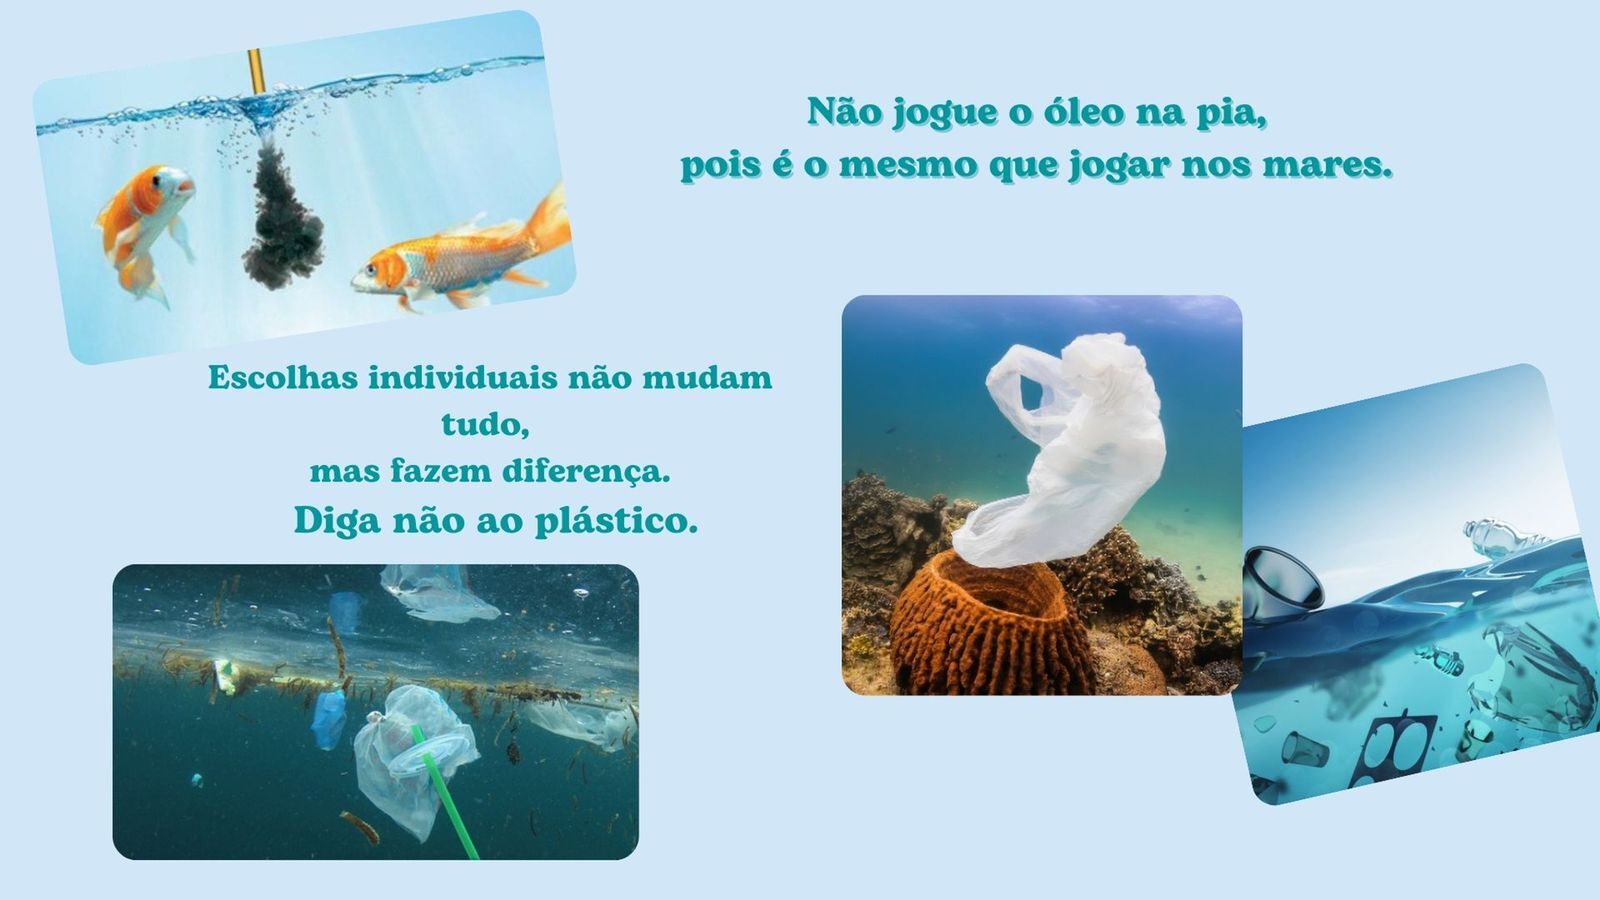 Não jogue o óleo na pia,
pois é o mesmo que jogar nos mares.
Escolhas individuais não mudam
tudo,
mas fazem diferença.
Diga não ao plástico.